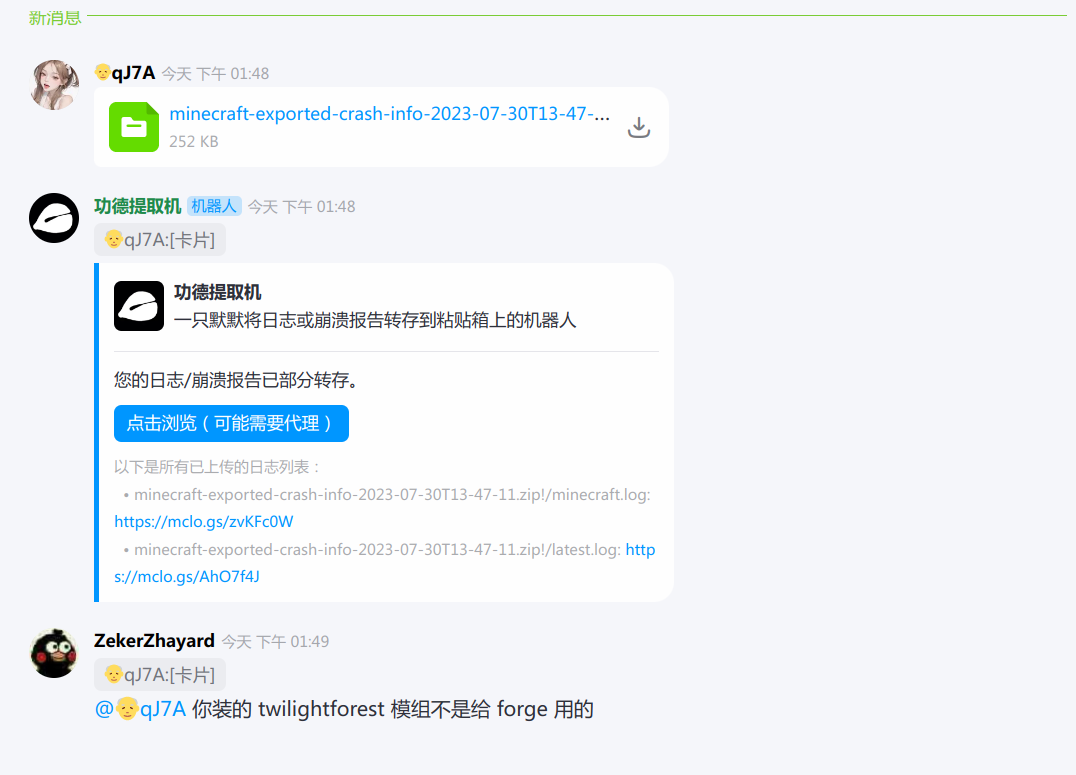 新消息
qJ7A 今天 下午 01:48
minecraft-exported-crash-info-2023-07-30T13-47-...
252 KB
功德提取机 机器人 今天 下午 01:48
qJ7A:[卡片]
功德提取机
一只默默将日志或崩溃报告转存到粘贴箱上的机器人
您的日志/崩溃报告已部分转存。
点击浏览（可能需要代理）
以下是所有已上传的日志列表：
• minecraft-exported-crash-info-2023-07-30T13-47-11.zip!/minecraft.log:
https://mclo.gs/zvKFc0W
• minecraft-exported-crash-info-2023-07-30T13-47-11.zip!/latest.log: http
s://mclo.gs/AhO7f4J
ZekerZhayard 今天 下午 01:49
qJ7A:[卡片]
@👴qJ7A 你装的 twilightforest 模组不是给 forge 用的